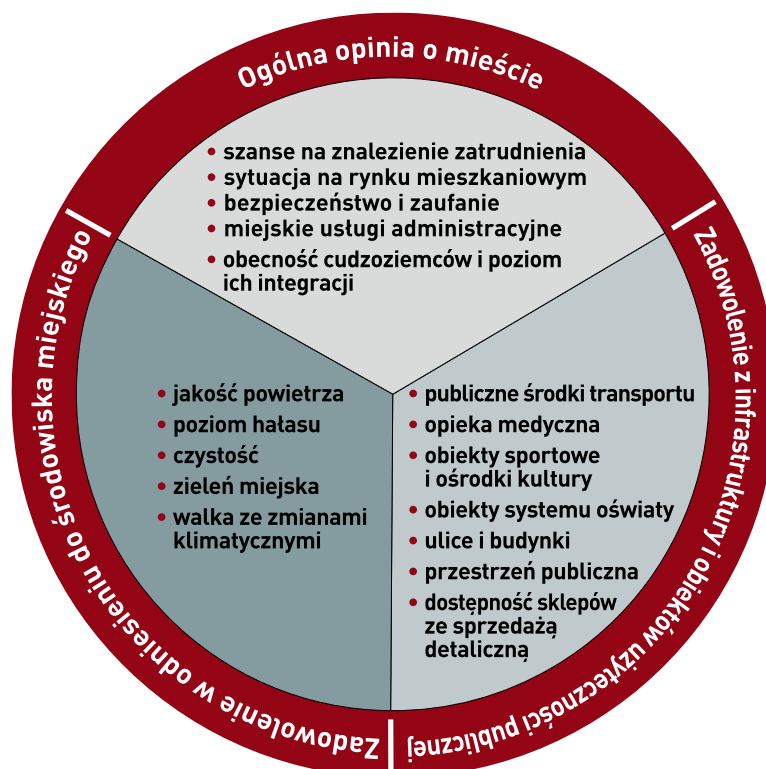 Ogólna opinia o mieście
• szanse na znalezienie zatrudnienia
• sytuacja na rynku mieszkaniowym
• bezpieczeństwo i zaufanie
• miejskie usługi administracyjne
• obecność cudzoziemców i poziom
ich integracji
Zadowolenie z infrastruktury i obiektów użyteczności publicznej
• publiczne środki transportu
• opieka medyczna
• obiekty sportowe
i ośrodki kultury
• obiekty systemu oświaty
• ulice i budynki
• przestrzeń publiczna
• dostępność sklepów
ze sprzedażą
detaliczną
Zadowolenie w odniesieniu do środowiska miejskiego
• jakość powietrza
• poziom hałasu
• czystość
• zieleń miejska
• walka ze zmianami
klimatycznymi